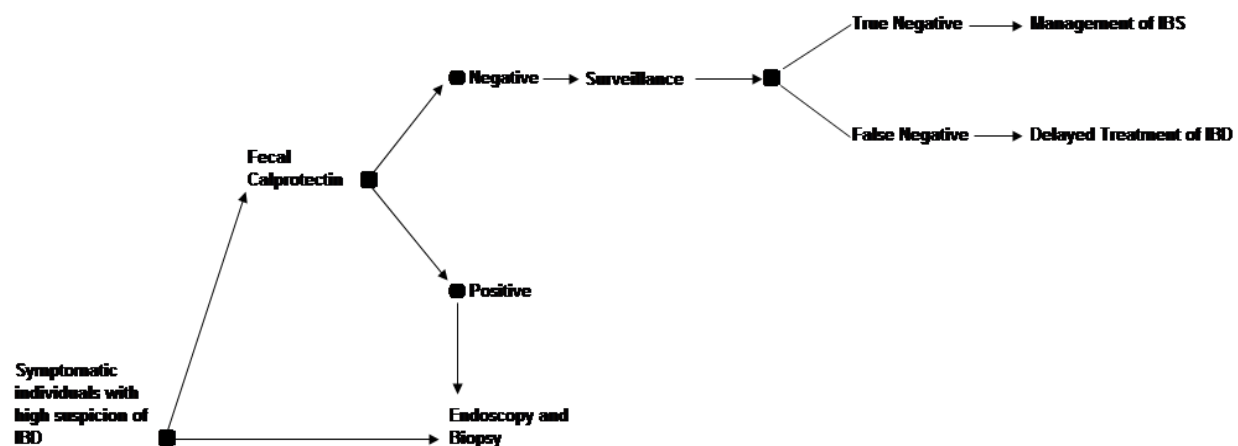 True Negative
Management of IBS
Negative
Surveillance
False Negative
Delayed Treatment of IBD
Fecal
Calprotectin
Positive
Symptomatic
individuals with
high suspicion of
IBD
Endoscopy and
Biopsy